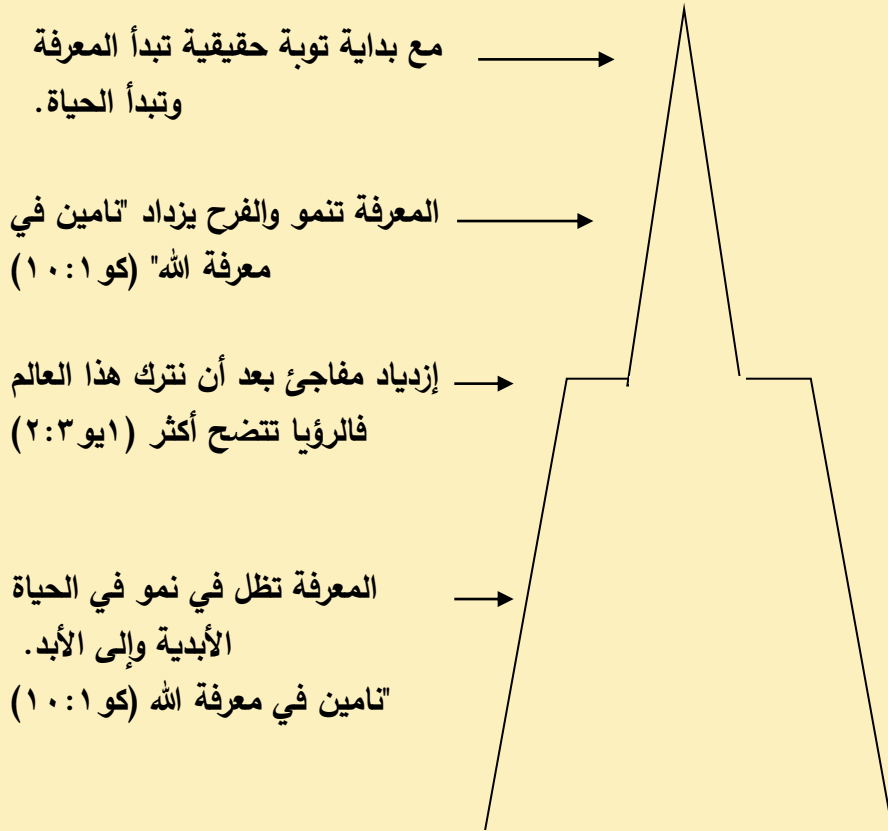 مع بداية توبة حقيقية تبدأ المعرفة
وتبدأ الحياة.
المعرفة تنمو والفرح يزداد "نامين في
معرفة الله" (كو١:١٠)
إزدياد مفاجئ بعد أن نترك هذا العالم
فالرؤيا تتضح أكثر (١يو٢:٣)
المعرفة تظل في نمو في الحياة
الأبدية وإلى الأبد.
"نامين في معرفة الله (كو١:١٠)